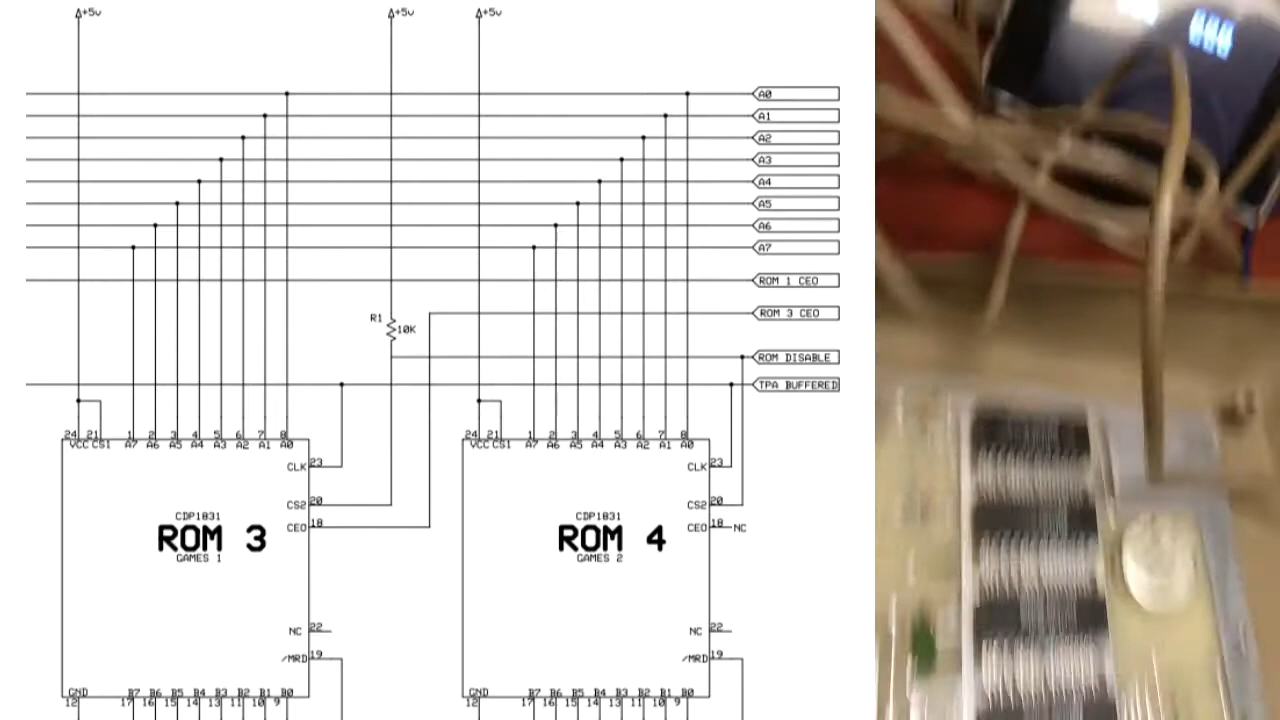 +5v +5v +5v
A0
A1
A2
A3
A4
A5
A6
A7
ROM 1 CEO
ROM 3 CEO
R1
10K
ROM DISABLE
TPA BUFFERED
24 21 1 2 3 4 5 6 7 8
VCC CS1 A7 A6 A5 A4 A3 A2 A1 A0
CLK 23
CS2 20
CDP1831
CEO 18
ROM 3
GAMES 1
NC 22
/MRD 19
GND B7 B6 B5 B4 B3 B2 B1 B0
12 17 16 15 14 13 11 10 9
24 21 1 2 3 4 5 6 7 8
VCC CS1 A7 A6 A5 A4 A3 A2 A1 A0
CLK 23
CS2 20
CDP1831
CEO 18 NC
ROM 4
GAMES 2
NC 22
/MRD 19
GND B7 B6 B5 B4 B3 B2 B1 B0
12 17 16 15 14 13 11 10 9